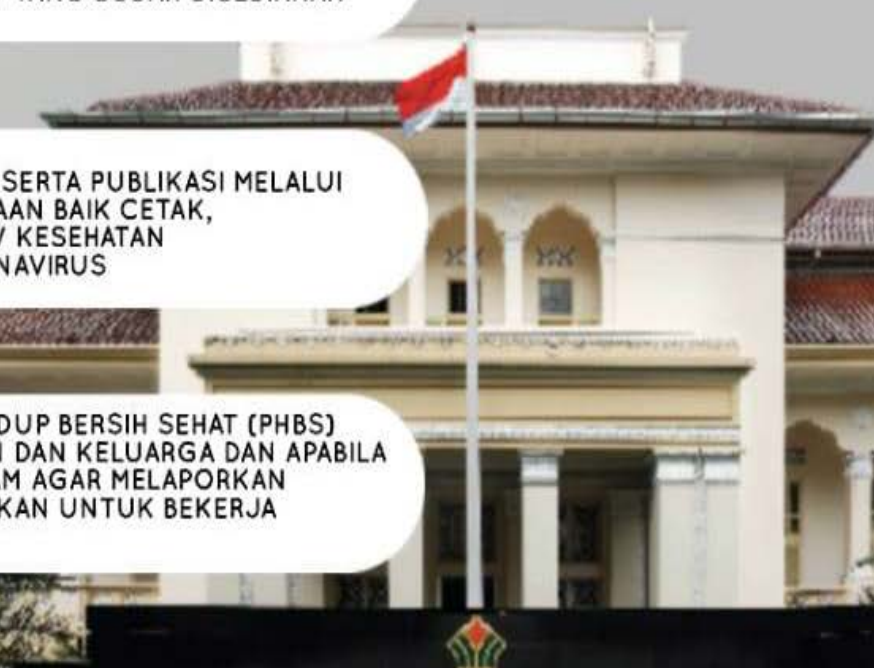 SERTA PUBLIKASI MELALUI
AAN BAIK CETAK,
/ KESEHATAN
NAVIRUS
DUP BERSIH SEHAT (PHBS)
I DAN KELUARGA DAN APABILA
AM AGAR MELAPORKAN
KAN UNTUK BEKERJA